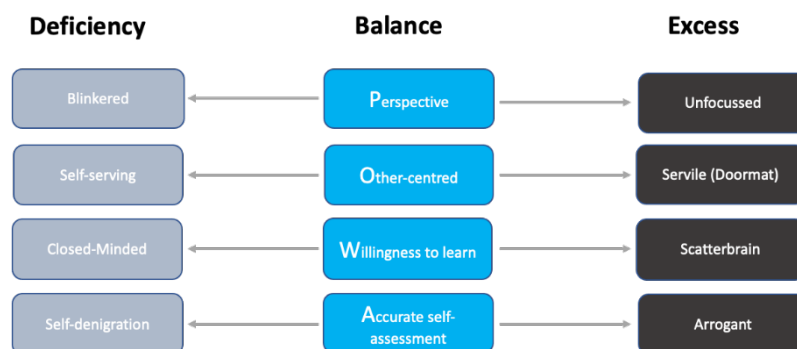 Deficiency Balance Excess
Blinkered Perspective Unfocussed
Self-serving Other-centred Servile (Doormat)
Closed-Minded Willingness to learn Scatterbrain
Self-denigration Accurate self-assessment Arrogant